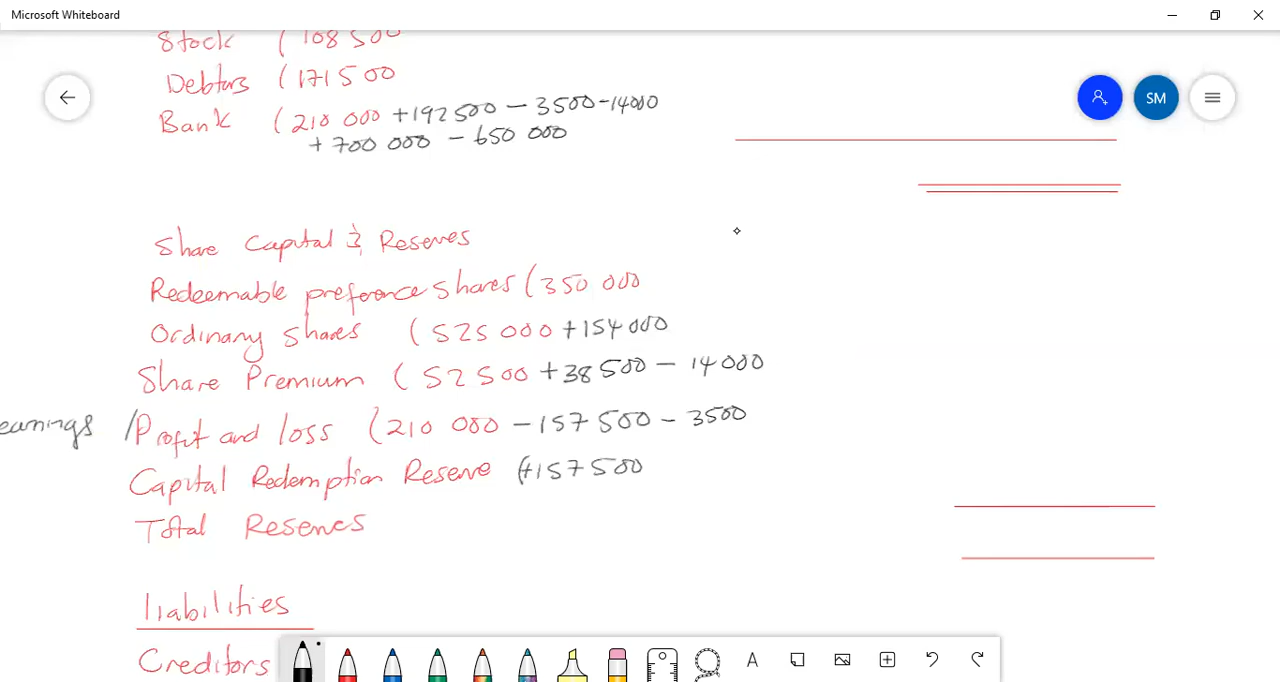 Microsoft Whiteboard
Stock (108 500
Debtors (171 500
SM
Bank (210 000 +192 500 - 3500 -14000
+ 700 000 - 650 000
Share Capital & Reserves
Redeemable preference shares (350 000
Ordinary shares (525 000 +154 000
Share Premium (52 500 +38 500 - 14 000
earnings /Profit and loss (210 000 - 157 500 - 3500
Capital Redemption Reserve (+157 500
Total Reserves
liabilities
Creditors
A